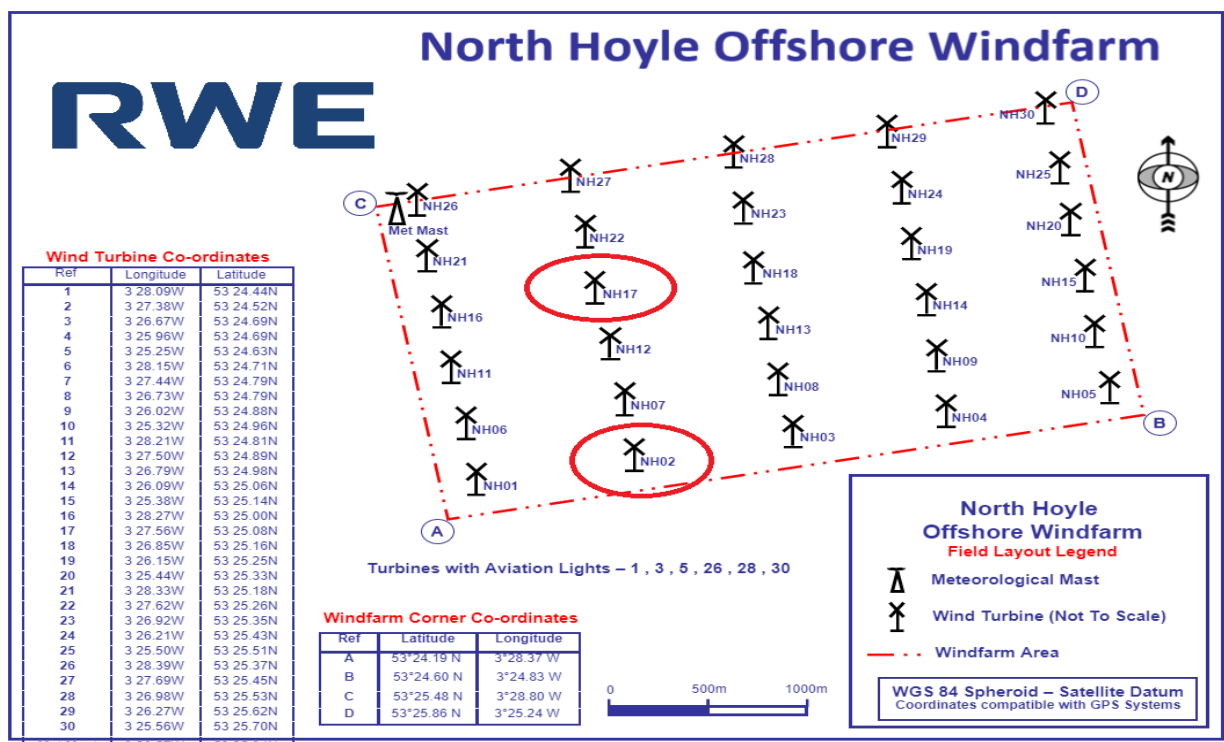 North Hoyle Offshore Windfarm
RWE
D
NH30
NH29
NH28
NH25
N
NH27
NH24
C
NH26
NH23
NH20
Met Mast
NH22
NH19
NH21
NH18
NH15
NH17
NH14
NH16
NH13
NH10
NH12
NH09
NH11
NH08
NH05
NH07
NH04
B
NH06
NH03
NH02
NH01
A
Wind Turbine Co-ordinates
Ref Longitude Latitude
1 3 28.09W 53 24.44N
2 3 27.38W 53 24.52N
3 3 26.67W 53 24.69N
4 3 25 96W 53 24.69N
5 3 25.25W 53 24.63N
6 3 28.15W 53 24.71N
7 3 27.44W 53 24.79N
8 3 26.73W 53 24.79N
9 3 26.02W 53 24.88N
10 3 25.32W 53 24.96N
11 3 28.21W 53 24.81N
12 3 27.50W 53 24.89N
13 3 26.79W 53 24.98N
14 3 26.09W 53 25.06N
15 3 25.38W 53 25.14N
16 3 28.27W 53 25.00N
17 3 27.56W 53 25.08N
18 3 26.85W 53 25.16N
19 3 26.15W 53 25.25N
20 3 25.44W 53 25.33N
21 3 28.33W 53 25.18N
22 3 27.62W 53 25.26N
23 3 26.92W 53 25.35N
24 3 26.21W 53 25.43N
25 3 25.50W 53 25.51N
26 3 28.39W 53 25.37N
27 3 27.69W 53 25.45N
28 3 26.98W 53 25.53N
29 3 26.27W 53 25.62N
30 3 25.56W 53 25.70N
Turbines with Aviation Lights – 1 , 3 , 5 , 26 , 28 , 30
Windfarm Corner Co-ordinates
Ref Latitude Longitude
A 53°24.19 N 3°28.37 W
B 53°24.60 N 3°24.83 W
C 53°25.48 N 3°28.80 W
D 53°25.86 N 3°25.24 W
0 500m 1000m
North Hoyle
Offshore Windfarm
Field Layout Legend
Meteorological Mast
Wind Turbine (Not To Scale)
Windfarm Area
WGS 84 Spheroid – Satellite Datum
Coordinates compatible with GPS Systems